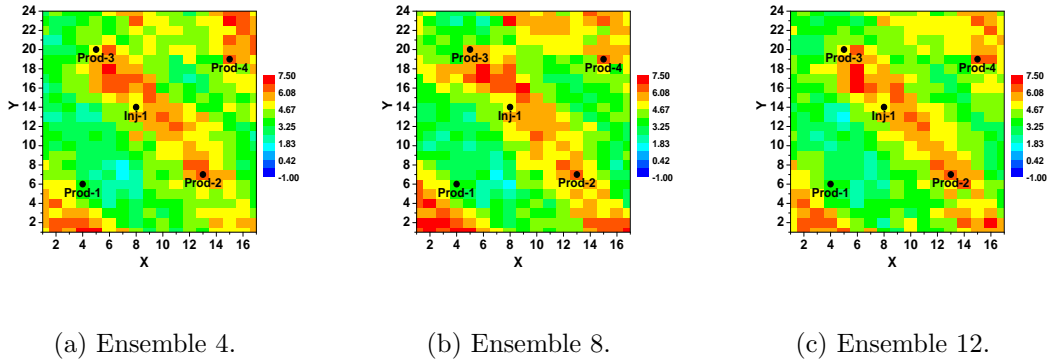 24
22
20
18
16
14
12
10
8
6
4
2
Y
Prod-3
Prod-4
Inj-1
Prod-1
Prod-2
2 4 6 8 10 12 14 16
X
7.50
6.08
4.67
3.25
1.83
0.42
-1.00
(a) Ensemble 4.
24
22
20
18
16
14
12
10
8
6
4
2
Y
Prod-3
Prod-4
Inj-1
Prod-1
Prod-2
2 4 6 8 10 12 14 16
X
7.50
6.08
4.67
3.25
1.83
0.42
-1.00
(b) Ensemble 8.
24
22
20
18
16
14
12
10
8
6
4
2
Y
Prod-3
Prod-4
Inj-1
Prod-1
Prod-2
2 4 6 8 10 12 14 16
X
7.50
6.08
4.67
3.25
1.83
0.42
-1.00
(c) Ensemble 12.